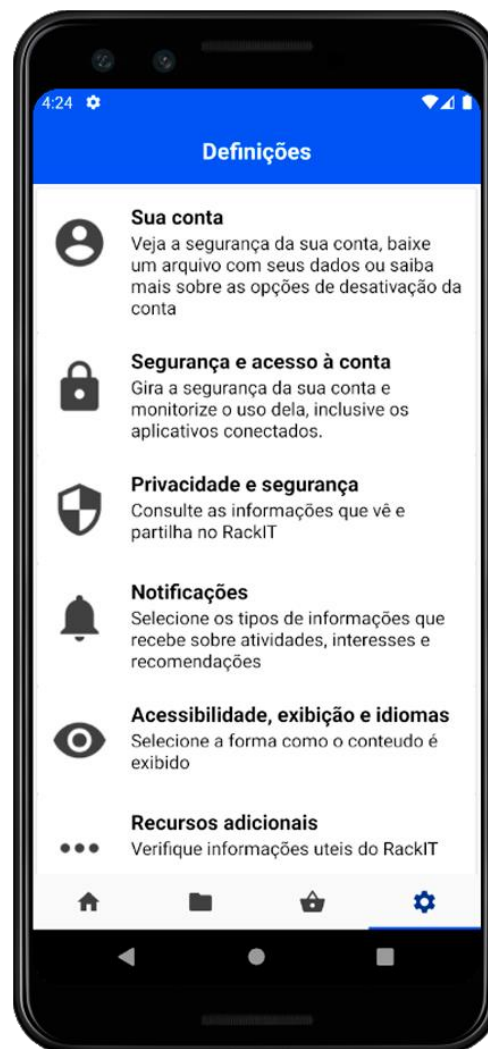 4:24
Definições
Sua conta
Veja a segurança da sua conta, baixe
um arquivo com seus dados ou saiba
mais sobre as opções de desativação da
conta
Segurança e acesso à conta
Gira a segurança da sua conta e
monitorize o uso dela, inclusive os
aplicativos conectados.
Privacidade e segurança
Consulte as informações que vê e
partilha no RackIT
Notificações
Selecione os tipos de informações que
recebe sobre atividades, interesses e
recomendações
Acessibilidade, exibição e idiomas
Selecione a forma como o conteudo é
exibido
Recursos adicionais
Verifique informações uteis do RackIT